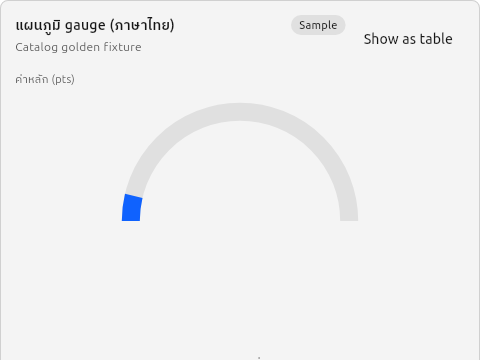 แผนภูมิ gauge (ภาษาไทย)
Sample
Show as table
Catalog golden fixture
ค่าหลัก (pts)